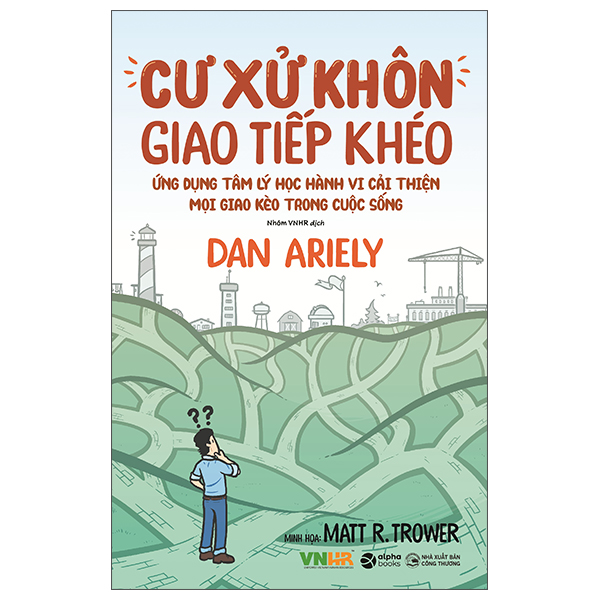 CƯ XỬ KHÔN
GIAO TIẾP KHÉO
ỨNG DỤNG TÂM LÝ HỌC HÀNH VI CẢI THIỆN
MỌI GIAO KÈO TRONG CUỘC SỐNG
Nhóm VNHR dịch
DAN ARIELY
??
MINH HỌA: MATT R. TROWER
VNHR
alpha books
NHÀ XUẤT BẢN
CÔNG THƯƠNG